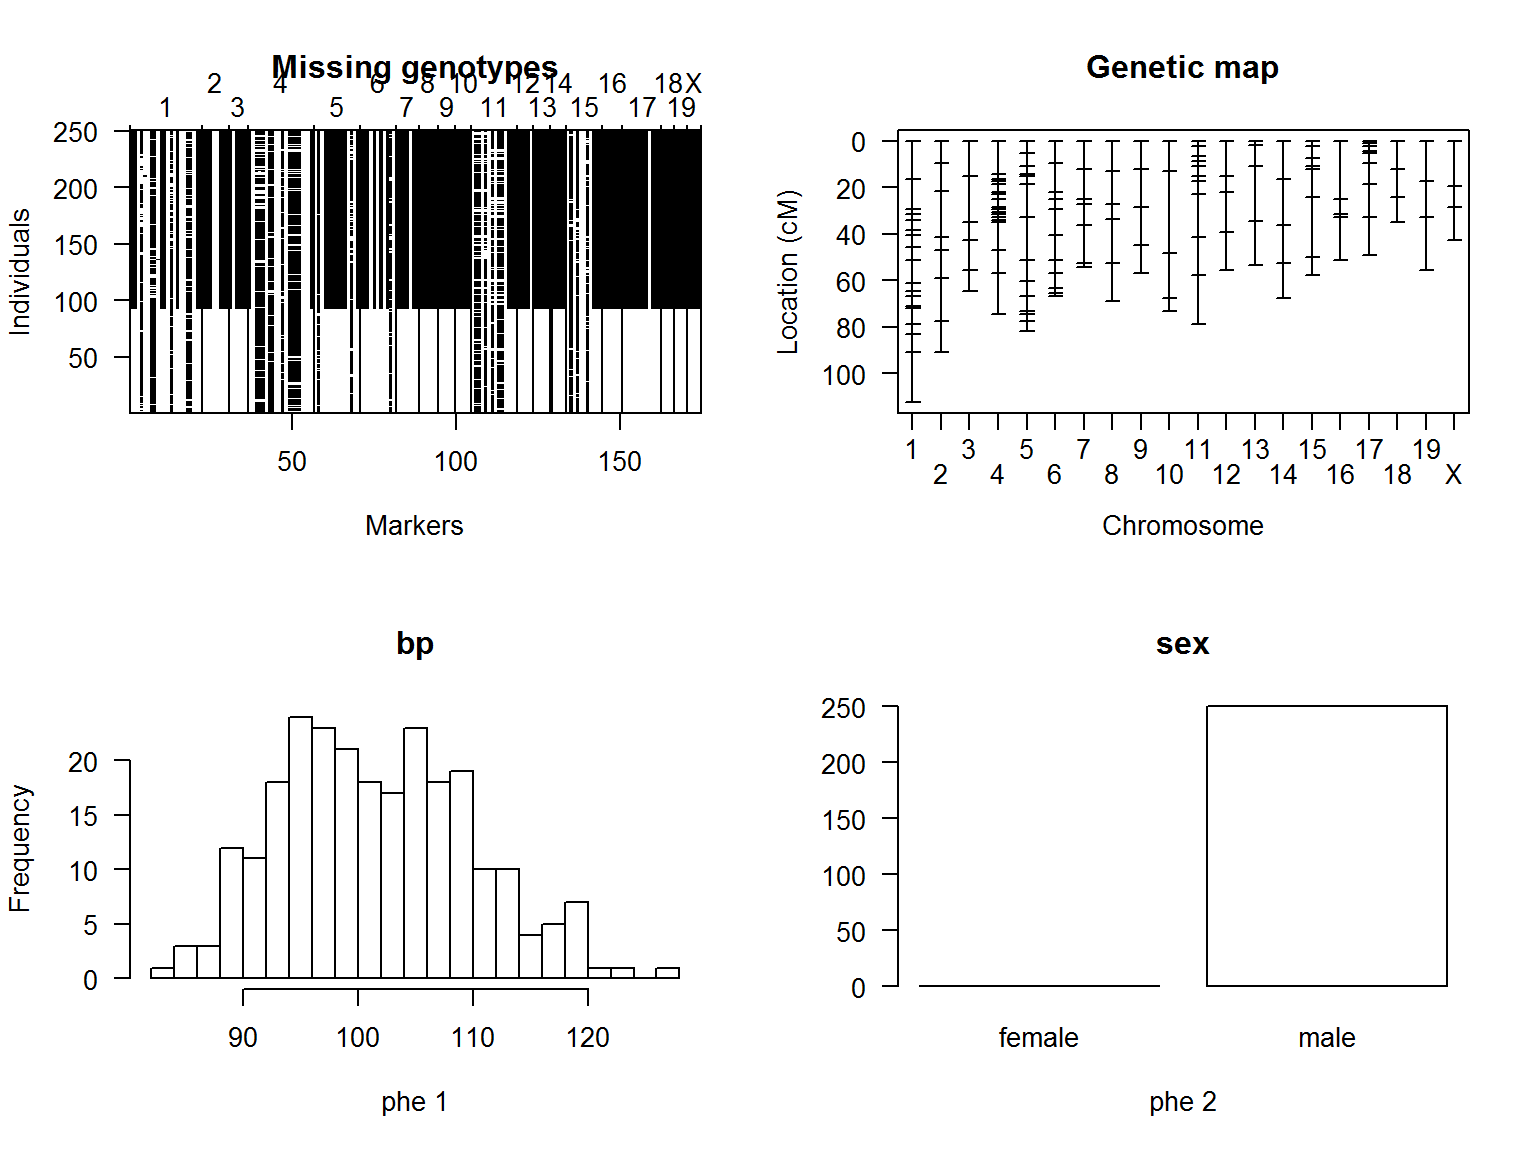 Missing genotypes
2 4 6 8 10 12 14 16 18 X
1 3 5 7 9 11 13 15 17 19
250
200
150
100
50
Individuals
50 100 150
Markers
Genetic map
0
20
40
60
80
100
Location (cM)
1 3 5 7 9 11 13 15 17 19
2 4 6 8 10 12 14 16 18 X
Chromosome
bp
20
15
10
5
0
Frequency
90 100 110 120
phe 1
sex
250
200
150
100
50
0
female male
phe 2